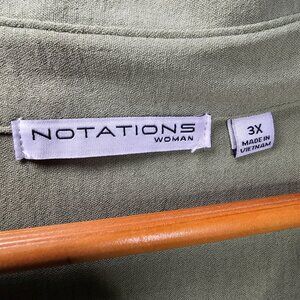 NOTATIONS
WOMAN
3X
MADE IN
VIETNAM